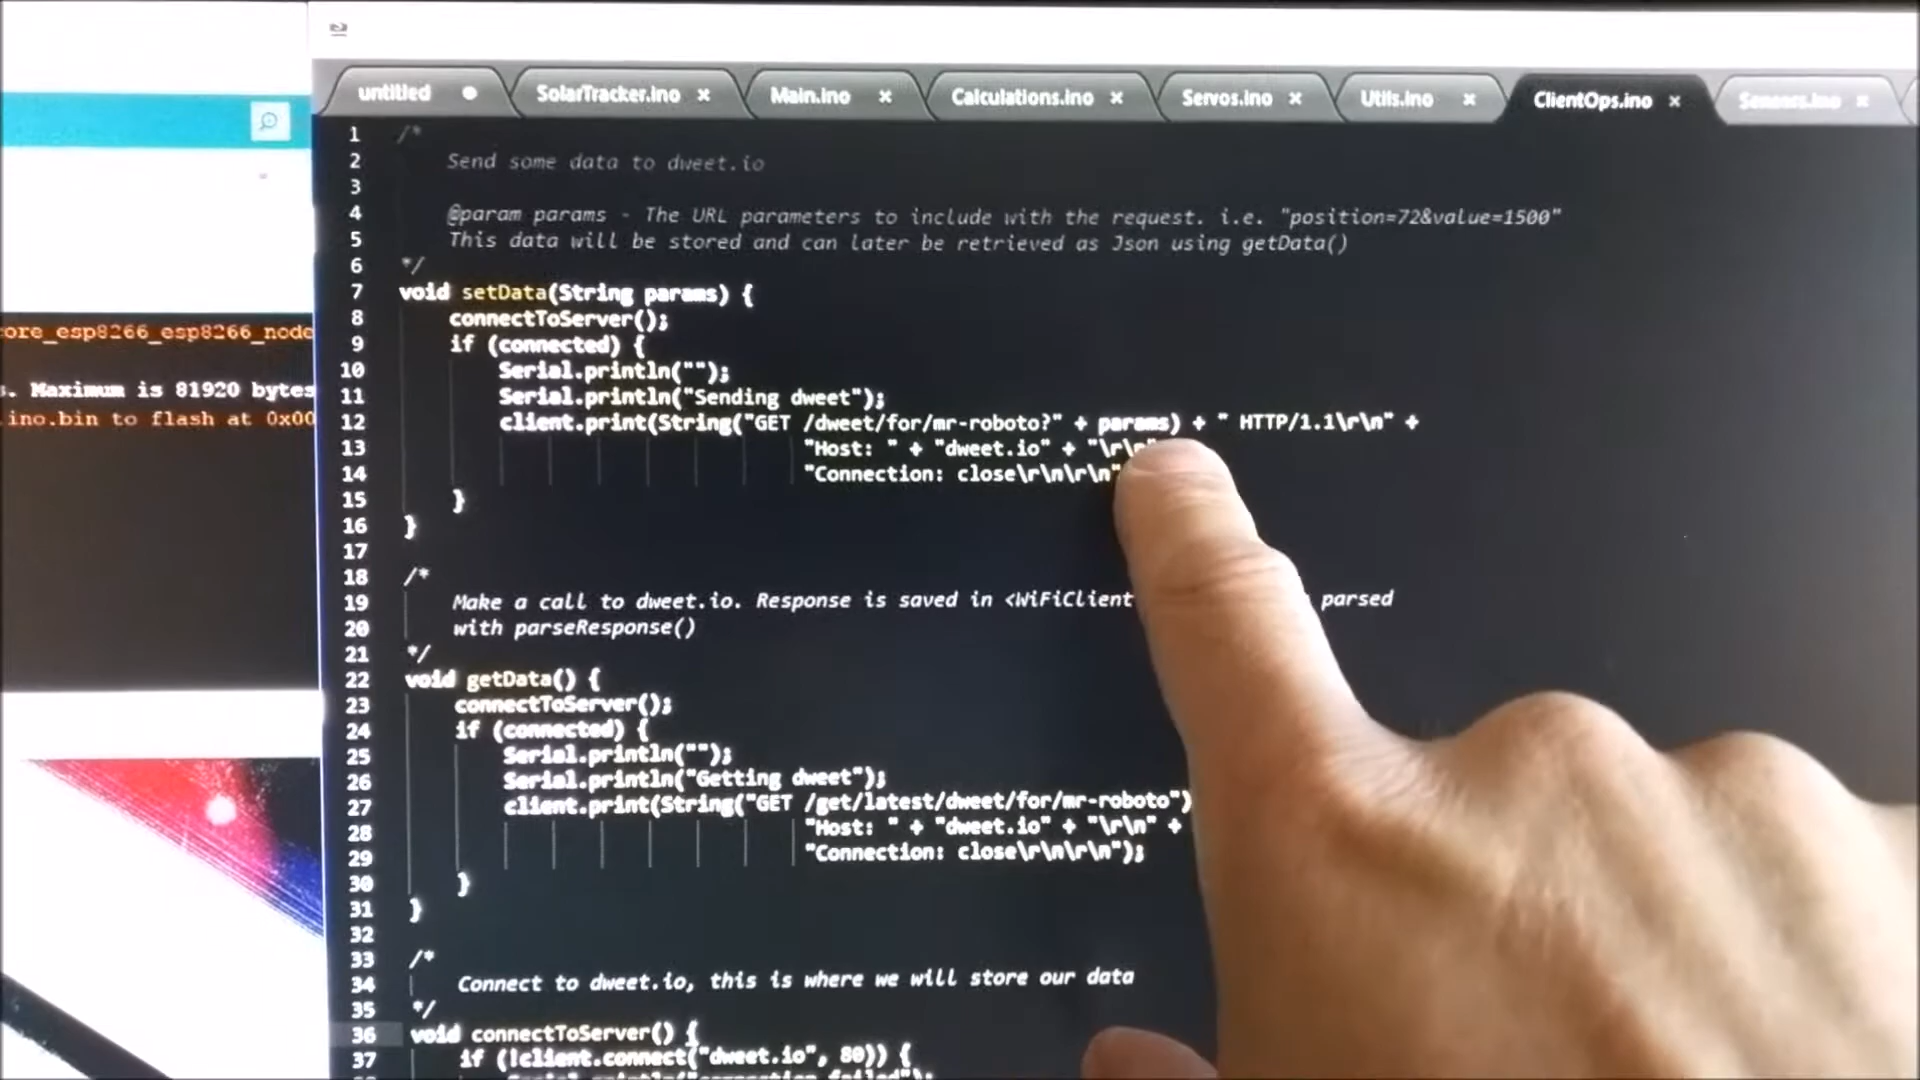 untitled SolarTracker.ino x Main.ino x Calculations.ino x Servos.ino x Utils.ino x ClientOps.ino x Sensors.ino x
1 /*
2 Send some data to dweet.io
3
4 @param params - The URL parameters to include with the request. i.e. "position=72&value=1500"
5 This data will be stored and can later be retrieved as Json using getData()
6 */
7 void setData(String params) {
8 connectToServer();
9 if (connected) {
10 Serial.println("");
11 Serial.println("Sending dweet");
12 client.print(String("GET /dweet/for/mr-roboto?" + params) + " HTTP/1.1\r\n" +
13 "Host: " + "dweet.io" + "\r\n"
14 "Connection: close\r\n\r\n"
15 }
16 }
17
18 /*
19 Make a call to dweet.io. Response is saved in <WiFiClient parsed
20 with parseResponse()
21 */
22 void getData() {
23 connectToServer();
24 if (connected) {
25 Serial.println("");
26 Serial.println("Getting dweet");
27 client.print(String("GET /get/latest/dweet/for/mr-roboto")
28 "Host: " + "dweet.io" + "\r\n" +
29 "Connection: close\r\n\r\n");
30 }
31 }
32
33 /*
34 Connect to dweet.io, this is where we will store our data
35 */
36 void connectToServer() {
37 if (!client.connect("dweet.io", 80)) {
ore_esp8266_esp8266_node
. Maximum is 81920 bytes
.ino.bin to flash at 0x00